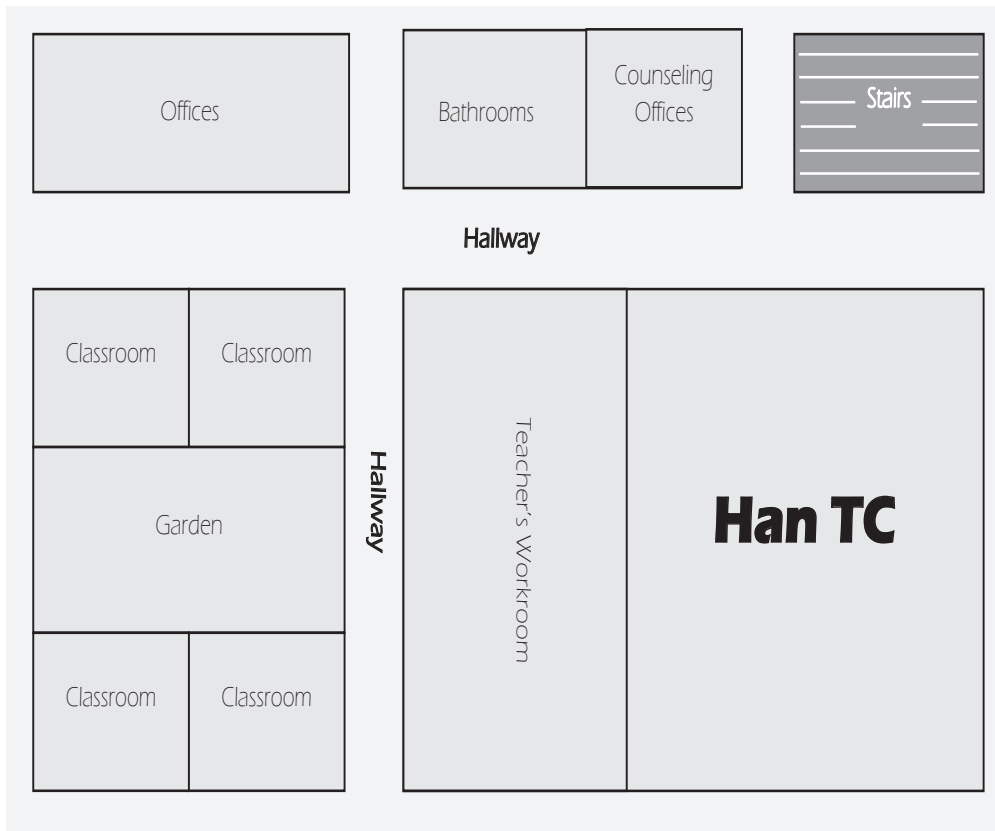 Offices
Bathrooms
Counseling
Offices
Stairs
Hallway
Classroom
Classroom
Hallway
Teacher's Workroom
Han TC
Garden
Classroom
Classroom